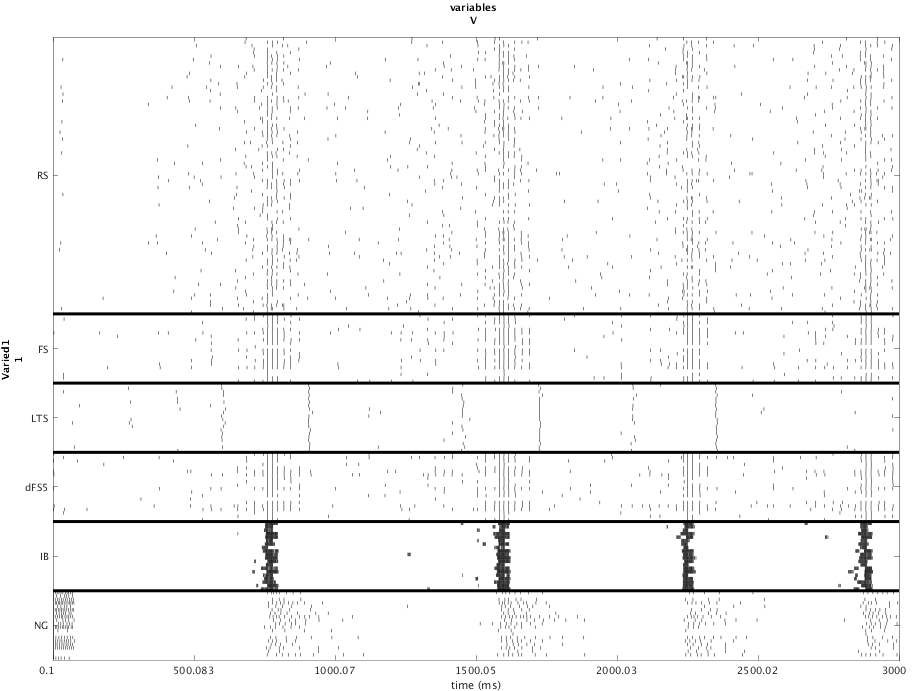 variables
V
RS
FS
LTS
dFS5
IB
NG
Varied1
1
0.1 500.083 1000.07 1500.05 2000.03 2500.02 3000
time (ms)